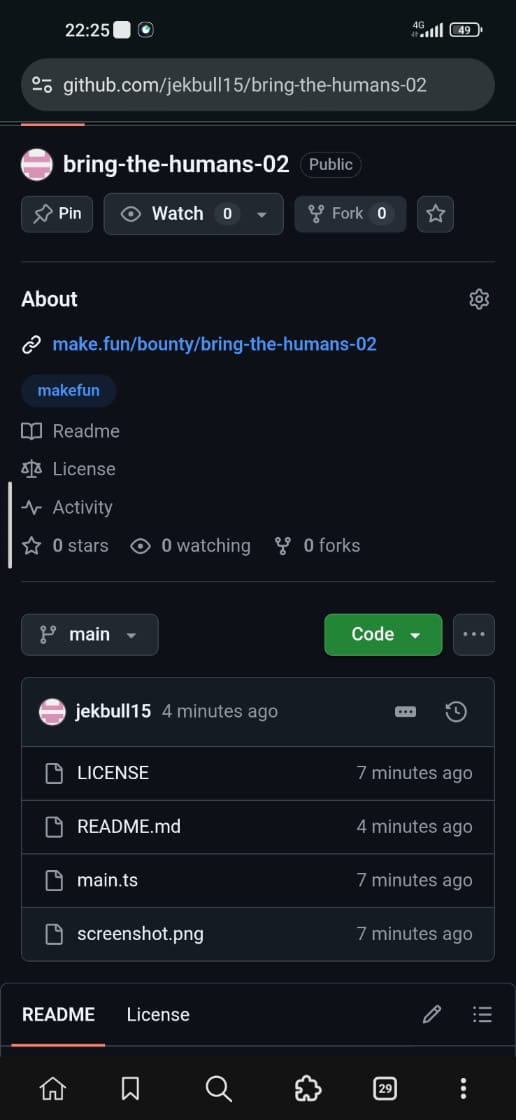 22:25
4G
49
github.com/jekbull15/bring-the-humans-02
bring-the-humans-02 Public
Pin Watch 0 Fork 0
About
make.fun/bounty/bring-the-humans-02
makefun
Readme
License
Activity
0 stars 0 watching 0 forks
main Code
jekbull15 4 minutes ago
LICENSE 7 minutes ago
README.md 4 minutes ago
main.ts 7 minutes ago
screenshot.png 7 minutes ago
README License
29